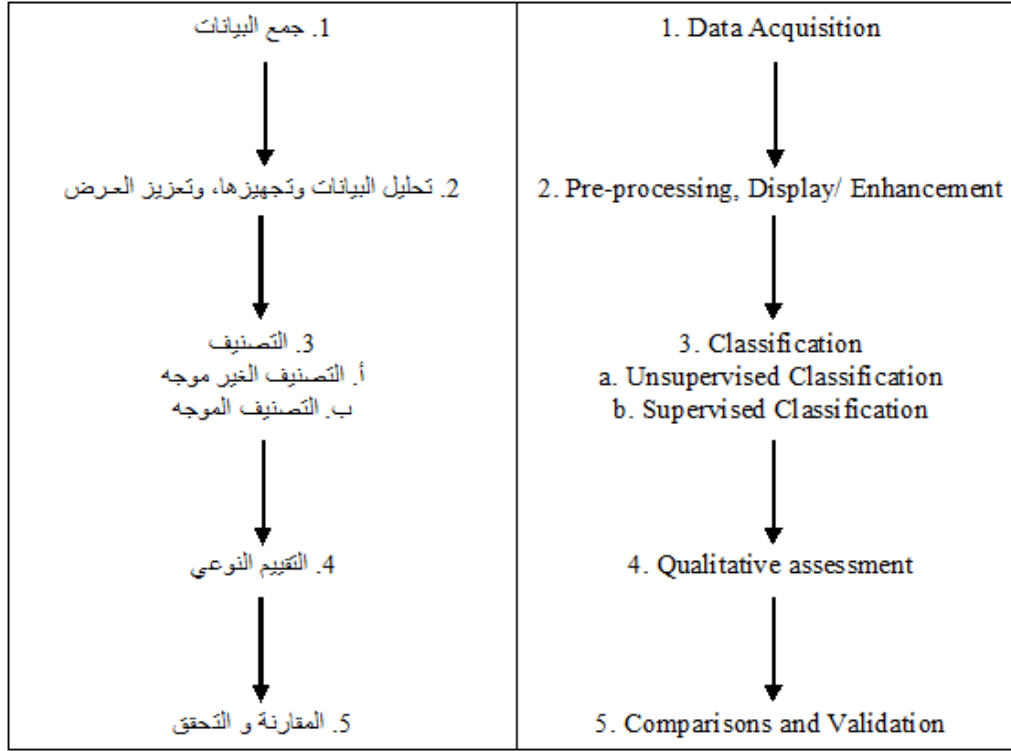 1. جمع البيانات
2. تحليل البيانات وتجهيزها، وتعزيز العرض
3. التصنيف
أ. التصنيف الغير موجه
ب. التصنيف الموجه
4. التقييم النوعي
5. المقارنة و التحقق
1. Data Acquisition
2. Pre-processing, Display/ Enhancement
3. Classification
a. Unsupervised Classification
b. Supervised Classification
4. Qualitative assessment
5. Comparisons and Validation